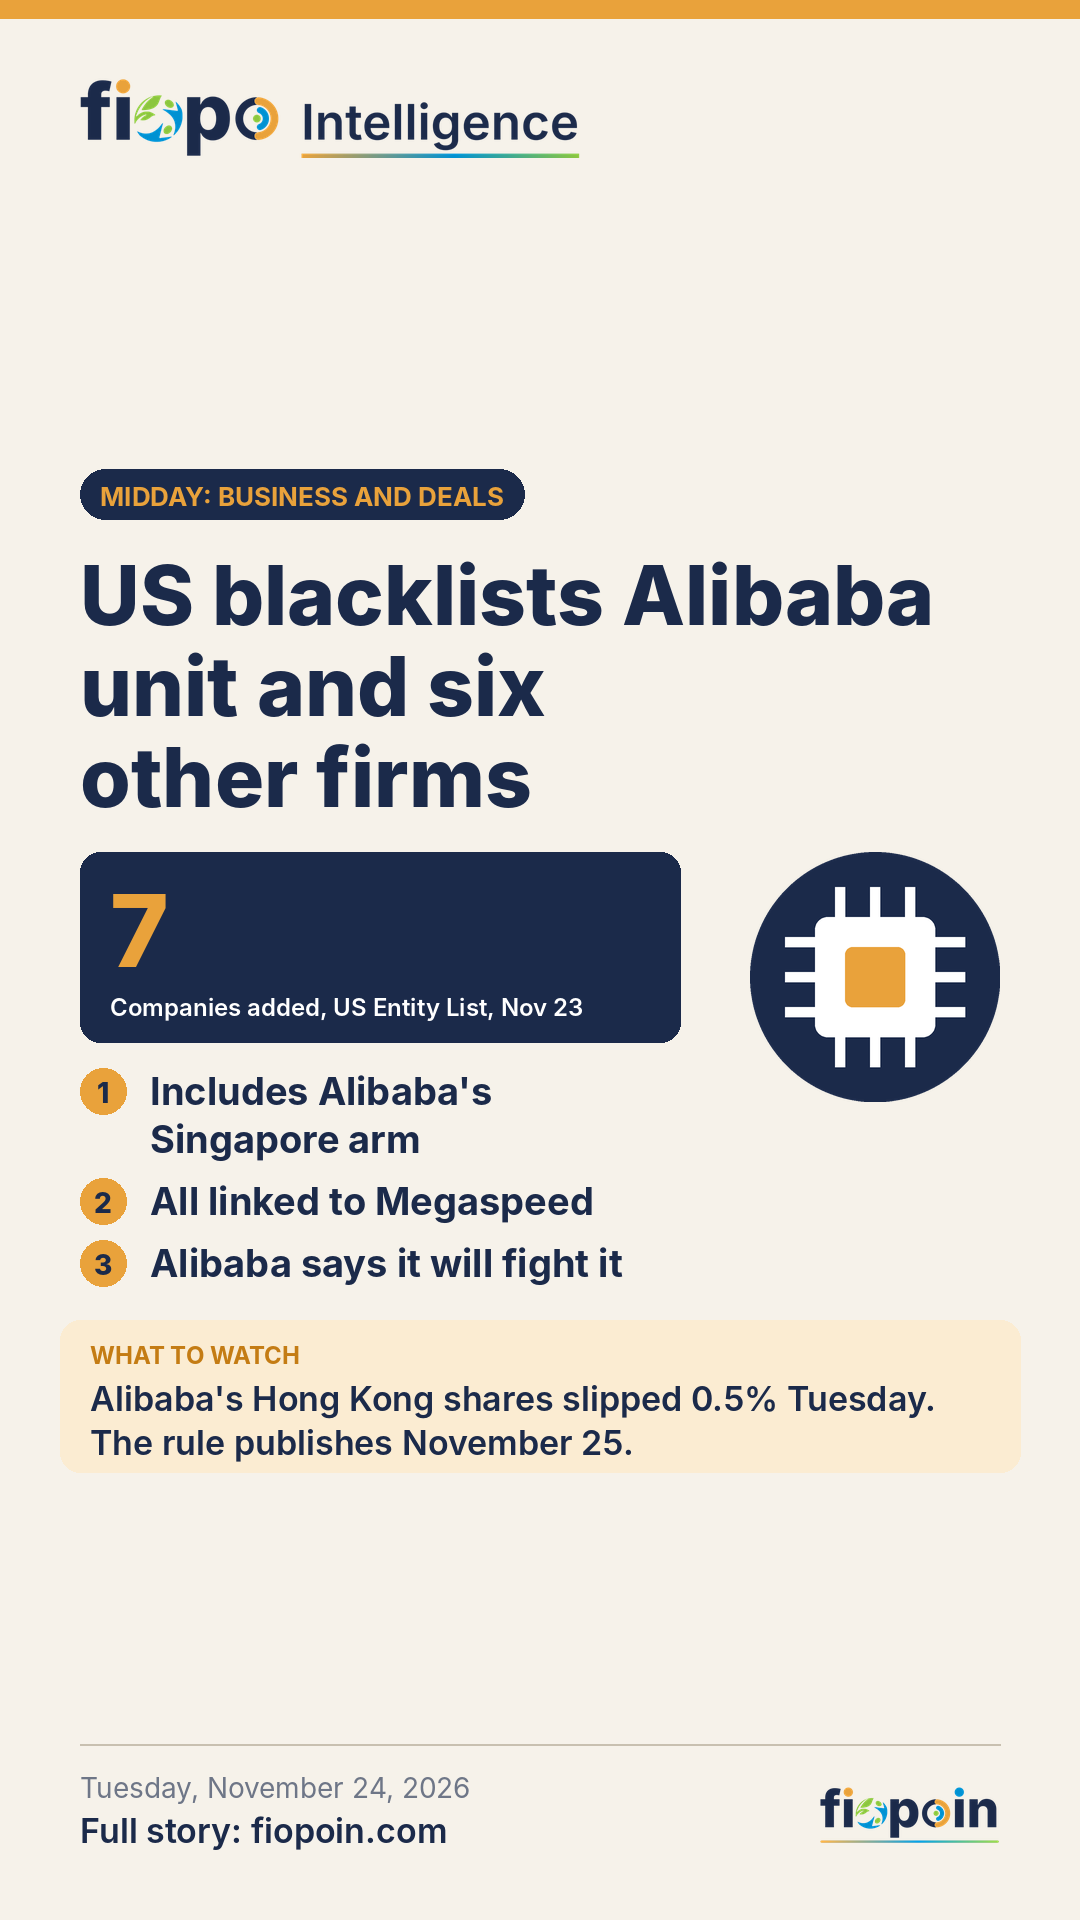 fiopo Intelligence
MIDDAY: BUSINESS AND DEALS
US blacklists Alibaba
unit and six
other firms
7
Companies added, US Entity List, Nov 23
1 Includes Alibaba's
Singapore arm
2 All linked to Megaspeed
3 Alibaba says it will fight it
WHAT TO WATCH
Alibaba's Hong Kong shares slipped 0.5% Tuesday.
The rule publishes November 25.
Tuesday, November 24, 2026
Full story: fiopoin.com
fiopoin